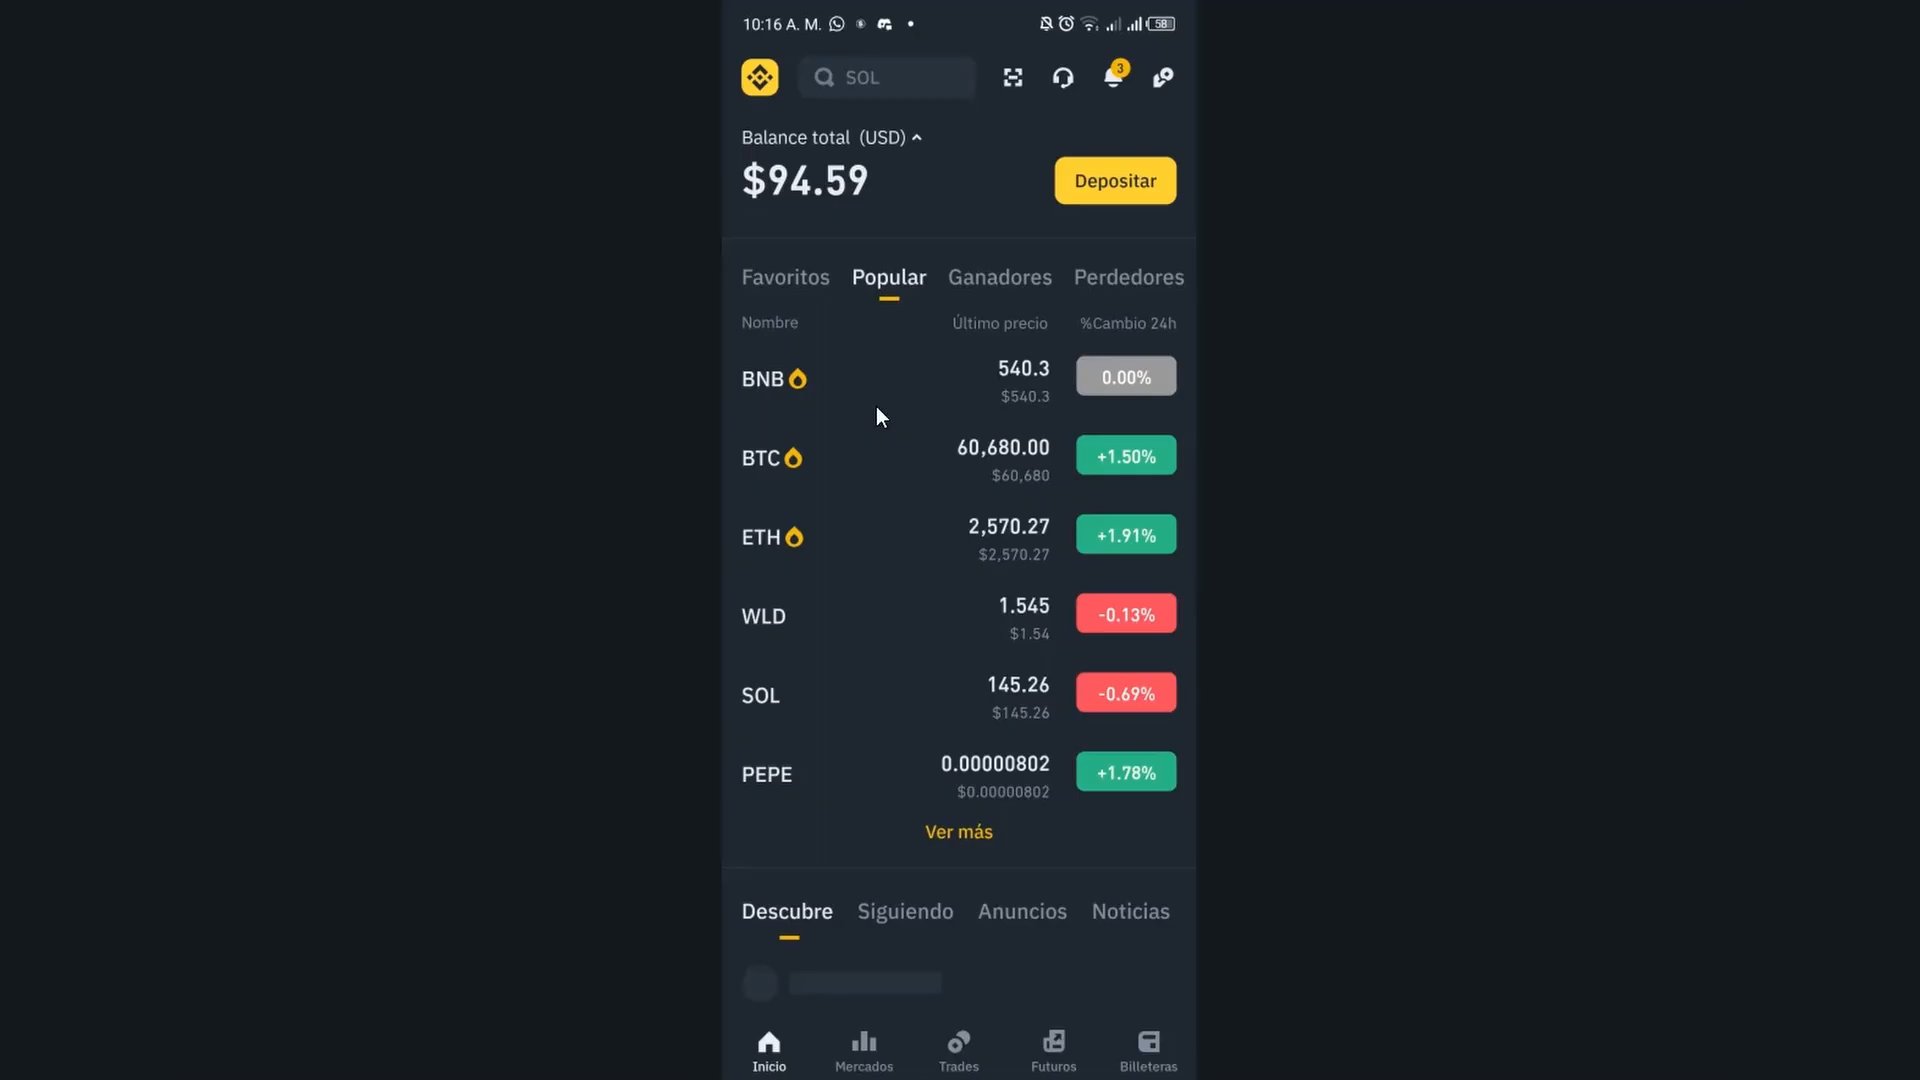 10:16 A. M. 58
SOL 3
Balance total (USD)
$94.59 Depositar
Favoritos Popular Ganadores Perdedores
Nombre Último precio %Cambio 24h
BNB 540.3 0.00%
$540.3
BTC 60,680.00 +1.50%
$60,680
ETH 2,570.27 +1.91%
$2,570.27
WLD 1.545 -0.13%
$1.54
SOL 145.26 -0.69%
$145.26
PEPE 0.00000802 +1.78%
$0.00000802
Ver más
Descubre Siguiendo Anuncios Noticias
Inicio Mercados Trades Futuros Billeteras